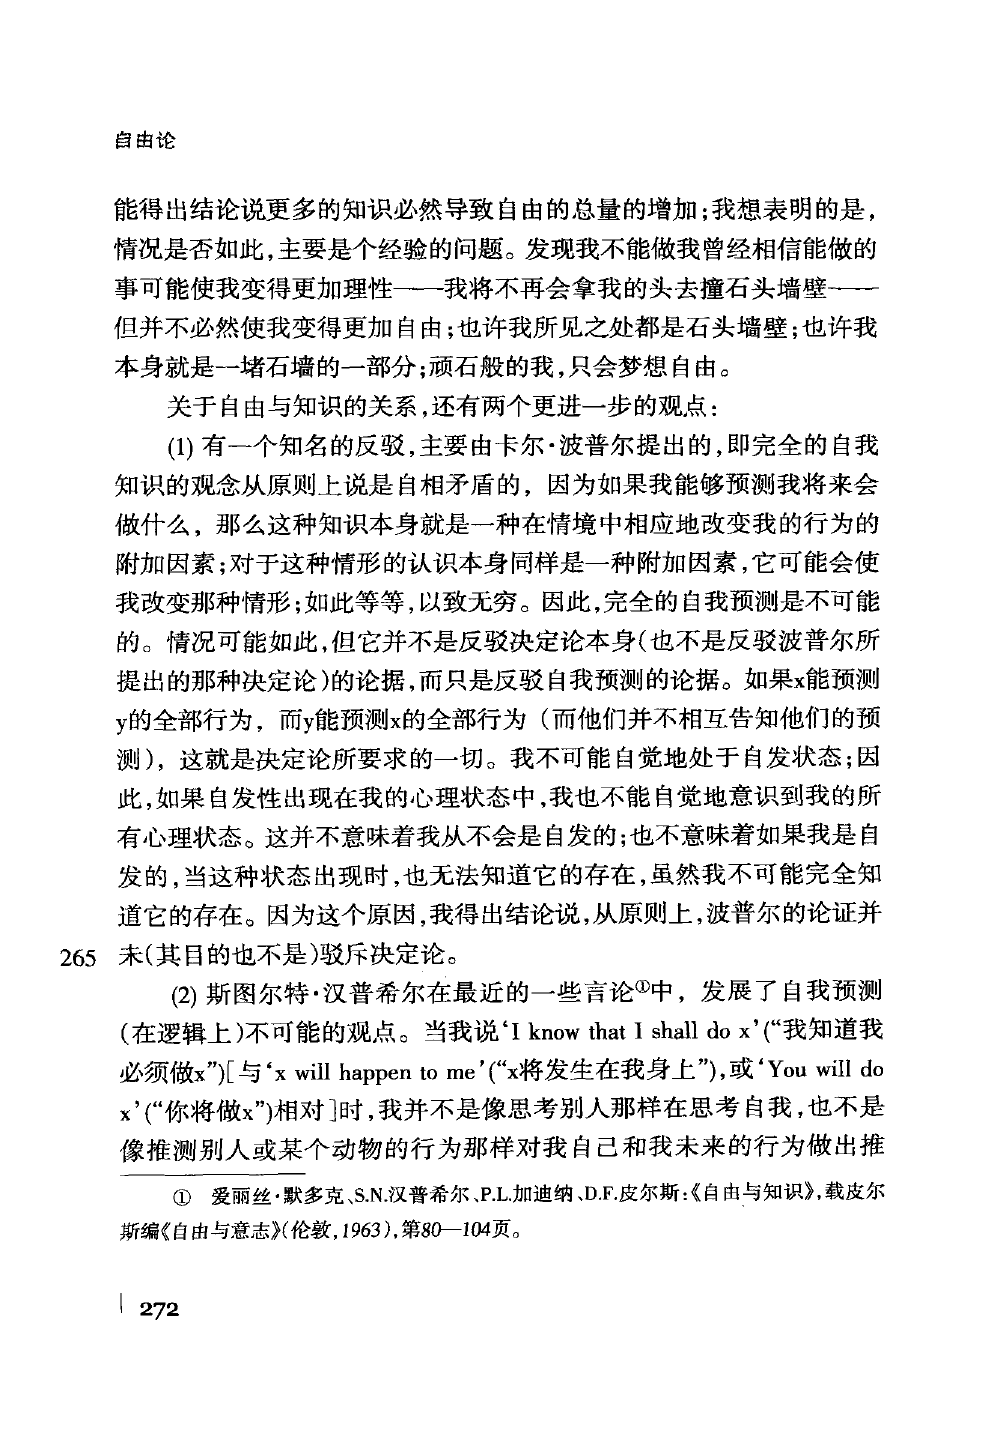 自由论
能得出结论说更多的知识必然导致自由的总量的增加;我想表明的是,
情况是否如此,主要是个经验的问题。发现我不能做我曾经相信能做的
事可能使我变得更加理性——我将不再会拿我的头去撞石头墙壁——
但并不必然使我变得更加自由;也许我所见之处都是石头墙壁;也许我
本身就是一堵石墙的一部分;顽石般的我,只会梦想自由。
关于自由与知识的关系,还有两个更进一步的观点:
(1) 有一个知名的反驳,主要由卡尔·波普尔提出的,即完全的自我
知识的观念从原则上说是自相矛盾的，因为如果我能够预测我将来会
做什么，那么这种知识本身就是一种在情境中相应地改变我的行为的
附加因素;对于这种情形的认识本身同样是一种附加因素,它可能会使
我改变那种情形;如此等等,以致无穷。因此,完全的自我预测是不可能
的。情况可能如此,但它并不是反驳决定论本身(也不是反驳波普尔所
提出的那种决定论)的论据,而只是反驳自我预测的论据。如果x能预测
y的全部行为，而y能预测x的全部行为（而他们并不相互告知他们的预
测)，这就是决定论所要求的一切。我不可能自觉地处于自发状态;因
此,如果自发性出现在我的心理状态中,我也不能自觉地意识到我的所
有心理状态。这并不意味着我从不会是自发的;也不意味着如果我是自
发的,当这种状态出现时,也无法知道它的存在,虽然我不可能完全知
道它的存在。因为这个原因,我得出结论说,从原则上,波普尔的论证并
265 未(其目的也不是)驳斥决定论。
(2) 斯图尔特·汉普希尔在最近的一些言论①中，发展了自我预测
(在逻辑上)不可能的观点。当我说‘I know that I shall do x’(“我知道我
必须做x”)[与‘x will happen to me’(“x将发生在我身上”),或‘You will do
x’(“你将做x”)相对]时,我并不是像思考别人那样在思考自我,也不是
像推测别人或某个动物的行为那样对我自己和我未来的行为做出推
① 爱丽丝·默多克、S.N.汉普希尔、P.L.加迪纳、D.F.皮尔斯:《自由与知识》,载皮尔
斯编《自由与意志》(伦敦,1963),第80—104页。
272